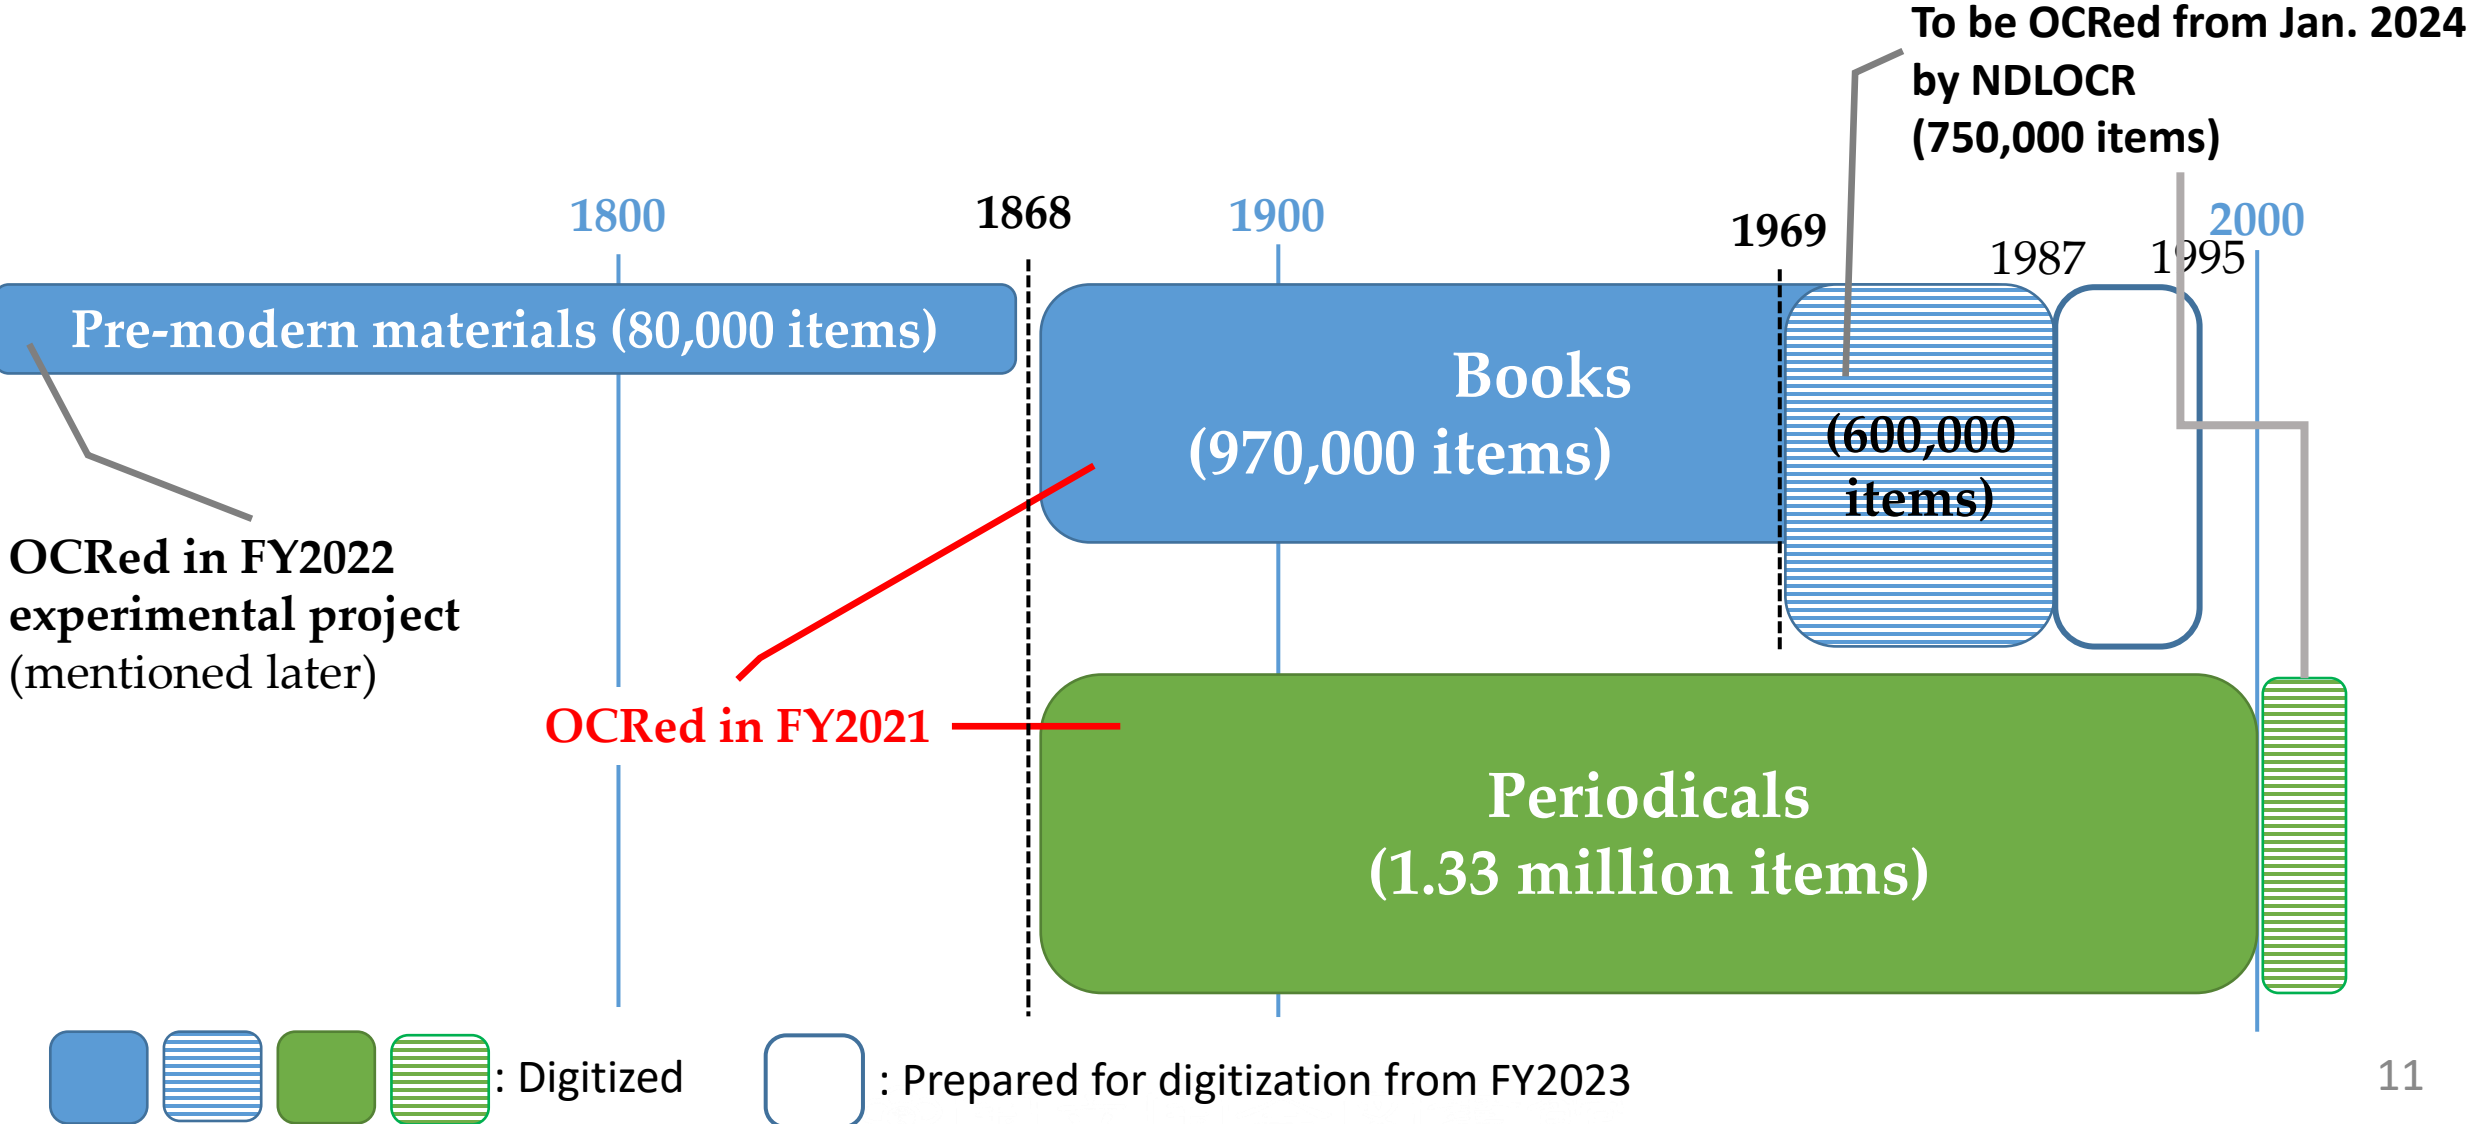 To be OCRed from Jan. 2024
by NDLOCR
(750,000 items)
1800
1868
1900
1969
1987
1995
2000
Pre-modern materials (80,000 items)
Books
(970,000 items)
(600,000
items)
OCRed in FY2022
experimental project
(mentioned later)
OCRed in FY2021
Periodicals
(1.33 million items)
: Digitized
: Prepared for digitization from FY2023
11